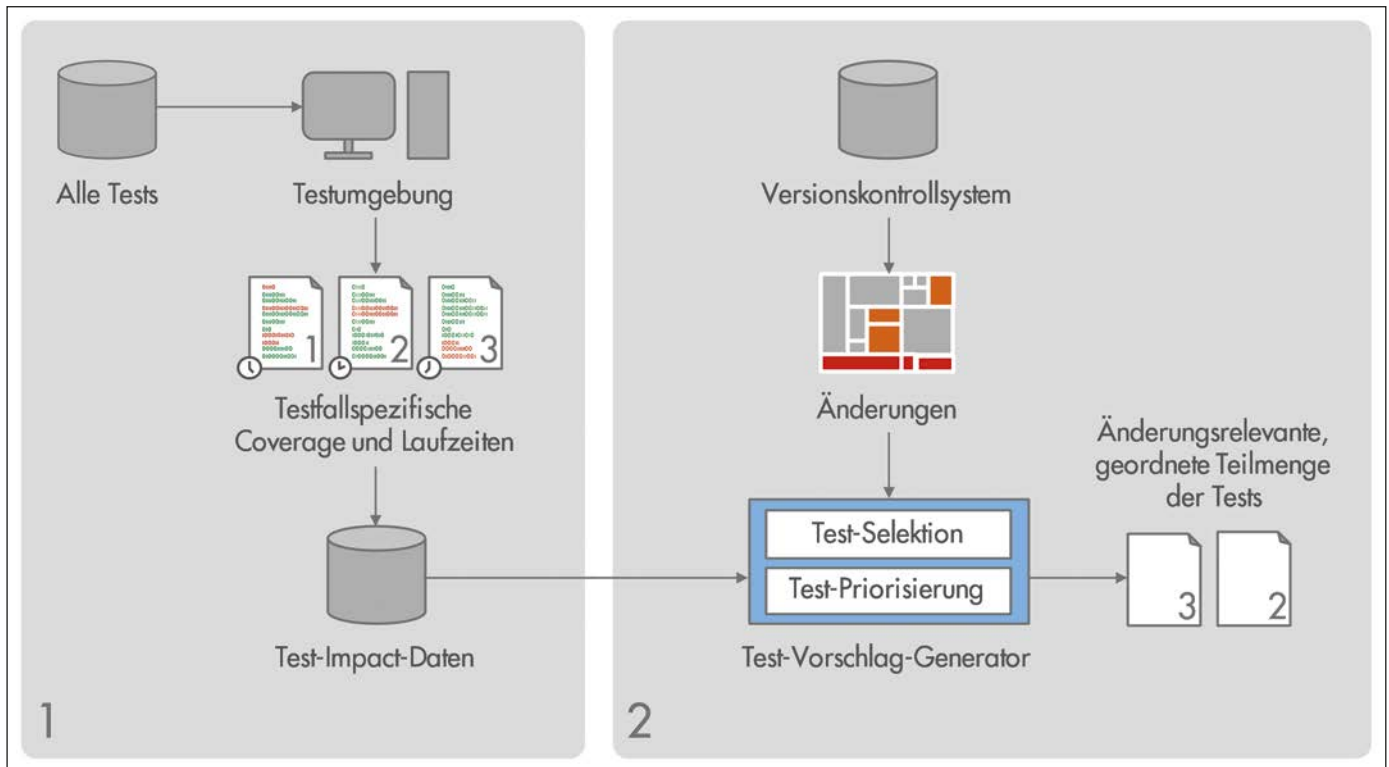 Alle Tests
Testumgebung
1
2
3
Testfallspezifische
Coverage und Laufzeiten
Test-Impact-Daten
1
Versionskontrollsystem
Änderungen
Test-Selektion
Test-Priorisierung
Test-Vorschlag-Generator
Änderungsrelevante,
geordnete Teilmenge
der Tests
3
2
2